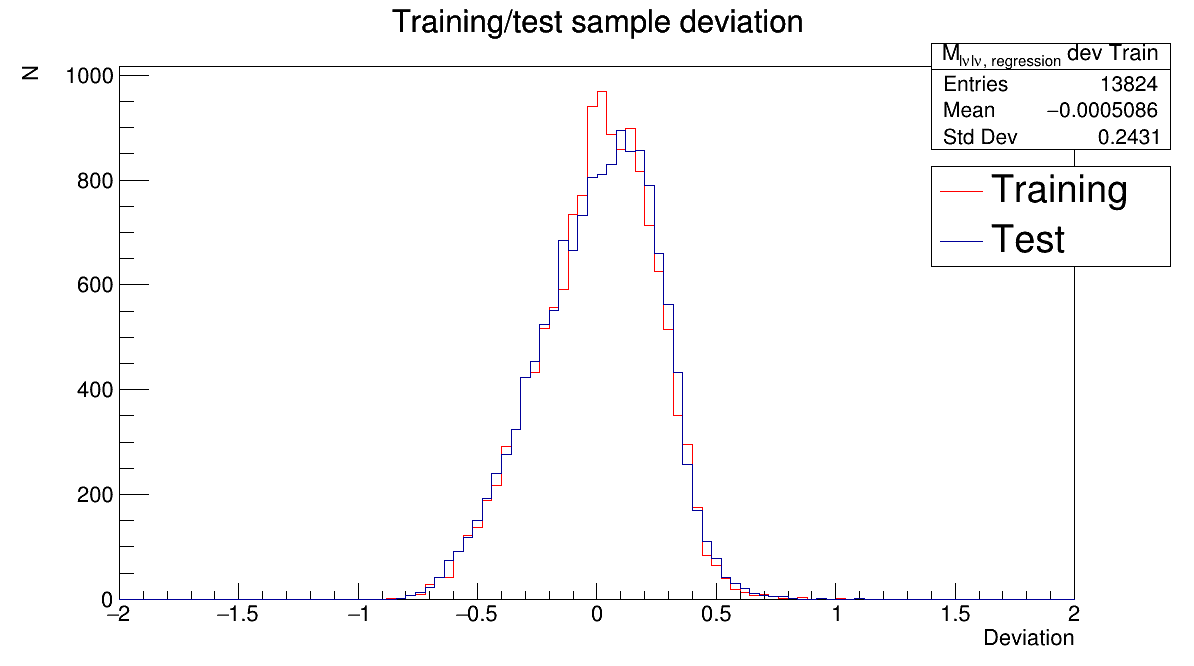 Training/test sample deviation
N
M_lνlν, regression dev Train
Entries 13824
Mean −0.0005086
Std Dev 0.2431
Training
Test
1000
800
600
400
200
0
−2 −1.5 −1 −0.5 0 0.5 1 1.5 2
Deviation